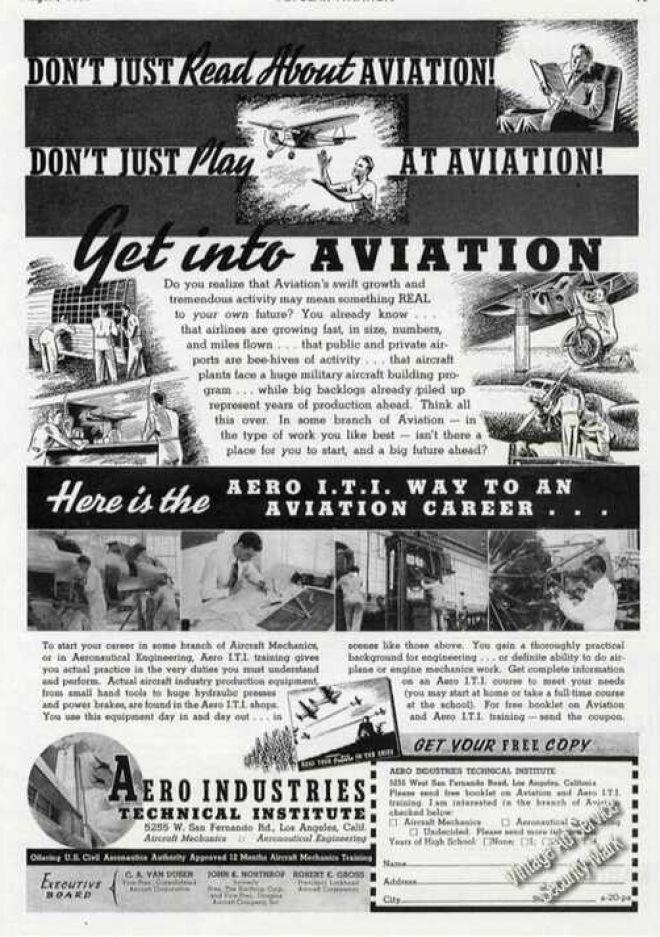 DON'T JUST Read About AVIATION!
DON'T JUST Play AT AVIATION!
Get into AVIATION
Do you realize that Aviation's swift growth and
tremendous activity may mean something REAL
to your own future? You already know . . .
that airlines are growing fast, in size, numbers,
and miles flown . . . that public and private air-
ports are bee-hives of activity . . . that aircraft
plants face a huge military aircraft building pro-
gram . . . while big backlogs already piled up
represent years of production ahead. Think all
this over. In some branch of Aviation — in
the type of work you like best — isn't there a
place for you to start, and a big future ahead?
Here is the AERO I.T.I. WAY TO AN
AVIATION CAREER . . .
To start your career in some branch of Aircraft Mechanics,
or in Aeronautical Engineering, Aero I.T.I. training gives
you actual practice in the very duties you must understand
and perform. Actual aircraft industry production equipment,
from small hand tools to huge hydraulic presses
and power brakes, are found in the Aero I.T.I. shops.
You use this equipment day in and day out . . . in
scenes like those above. You gain a thoroughly practical
background for engineering . . . or definite ability to do air-
plane or engine mechanics work. Get complete information
on an Aero I.T.I. course to meet your needs
(you may start at home or take a full-time course
at the school). For free booklet on Aviation
and Aero I.T.I. training — send the coupon.
READ YOUR Future IN THE SKIES
GET YOUR FREE COPY
AERO INDUSTRIES
TECHNICAL INSTITUTE
5255 W. San Fernando Rd., Los Angeles, Calif.
Aircraft Mechanics :: Aeronautical Engineering
Offering U.S. Civil Aeronautics Authority Approved 12 Months Aircraft Mechanics Training
EXECUTIVE BOARD
C. A. VAN DUSEN
Vice-Pres. Consolidated
Aircraft Corporation
JOHN K. NORTHROP
formerly
Pres. The Northrop Corp.
and Vice-Pres. Douglas
Aircraft Company, Inc.
ROBERT E. GROSS
President Lockheed
Aircraft Corporation
AERO INDUSTRIES TECHNICAL INSTITUTE
5255 West San Fernando Road, Los Angeles, California
Please send free booklet on Aviation and Aero I.T.I.
training. I am interested in the branch of Aviation
checked below:
☐ Aircraft Mechanics ☐ Aeronautical
☐ Undecided. Please send more
Years of High School: ☐ None; ☐ 1; ☐ 2
Name
Address
City
a-20-pa
Vintage Ad Service
Security Mark